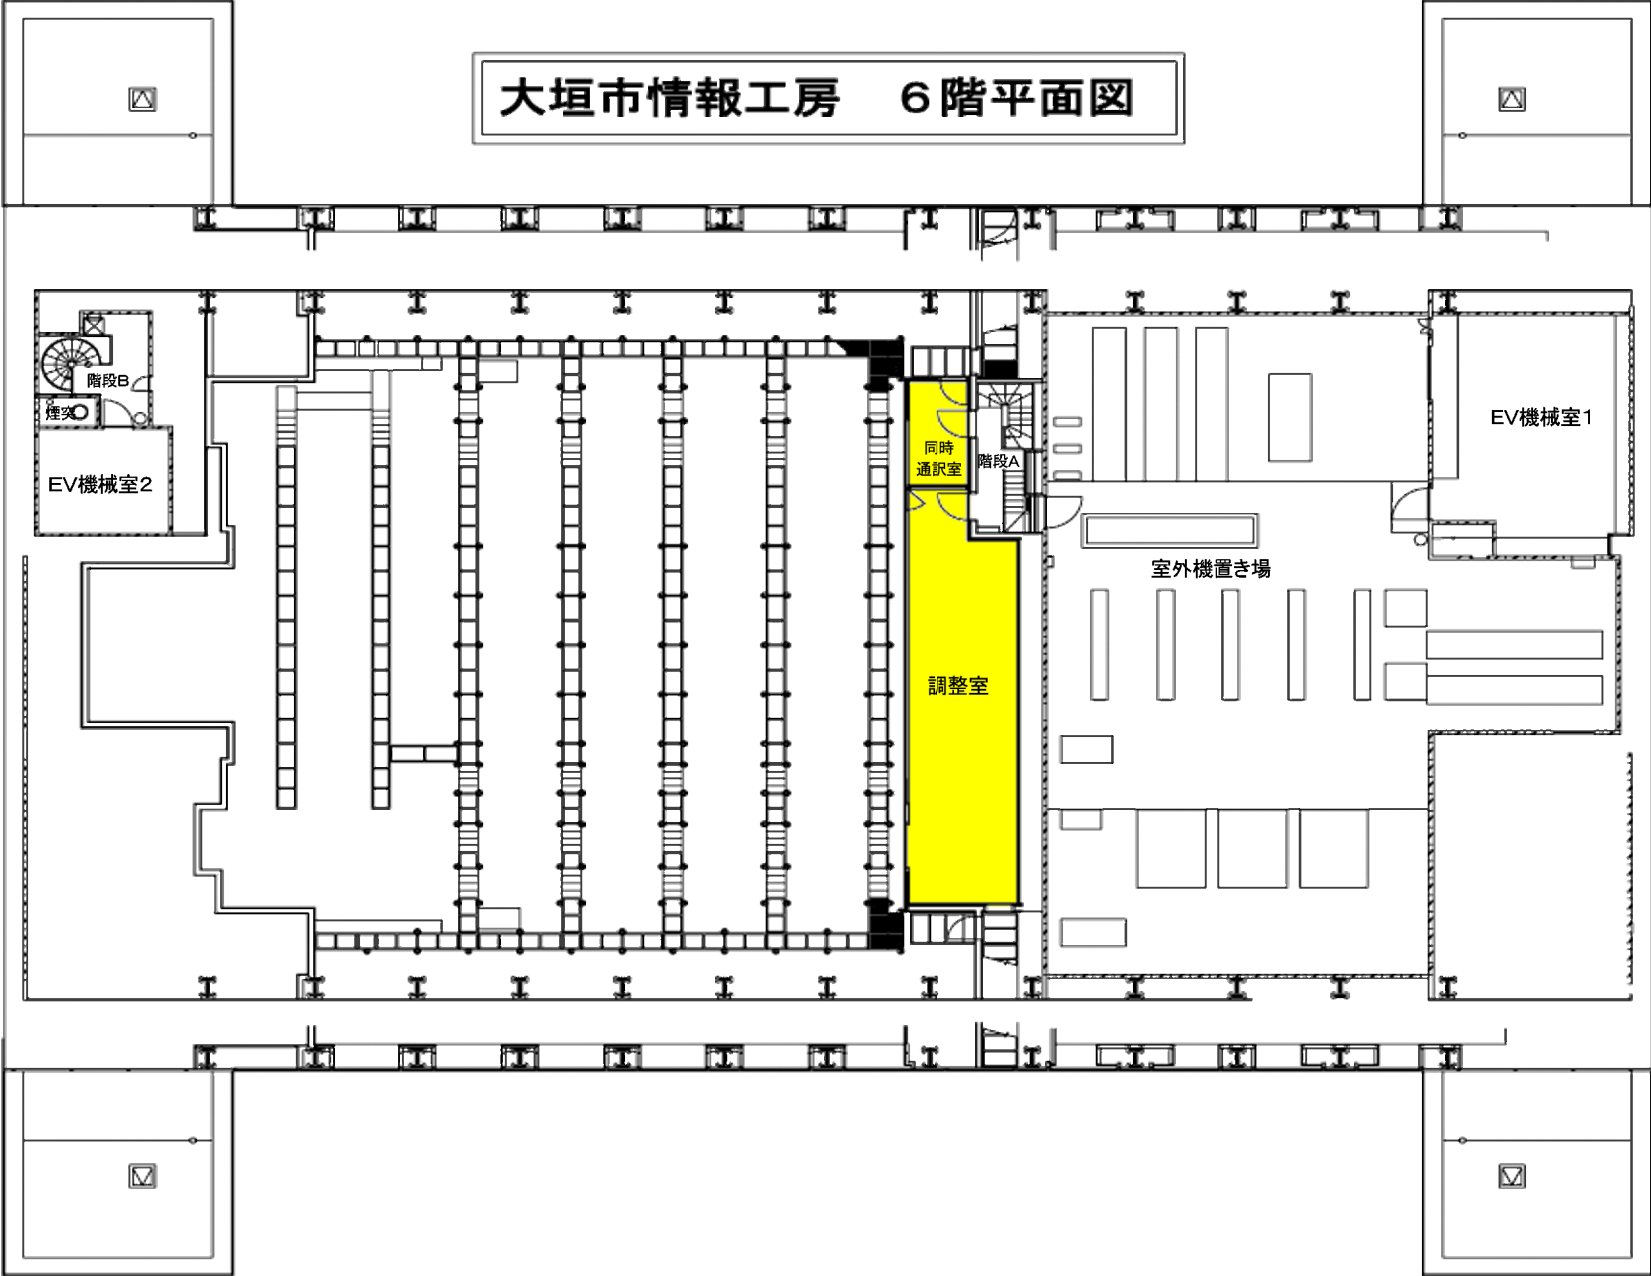 大垣市情報工房　６階平面図
階段B
煙突
EV機械室2
同時
通訳室
階段A
EV機械室1
室外機置き場
調整室